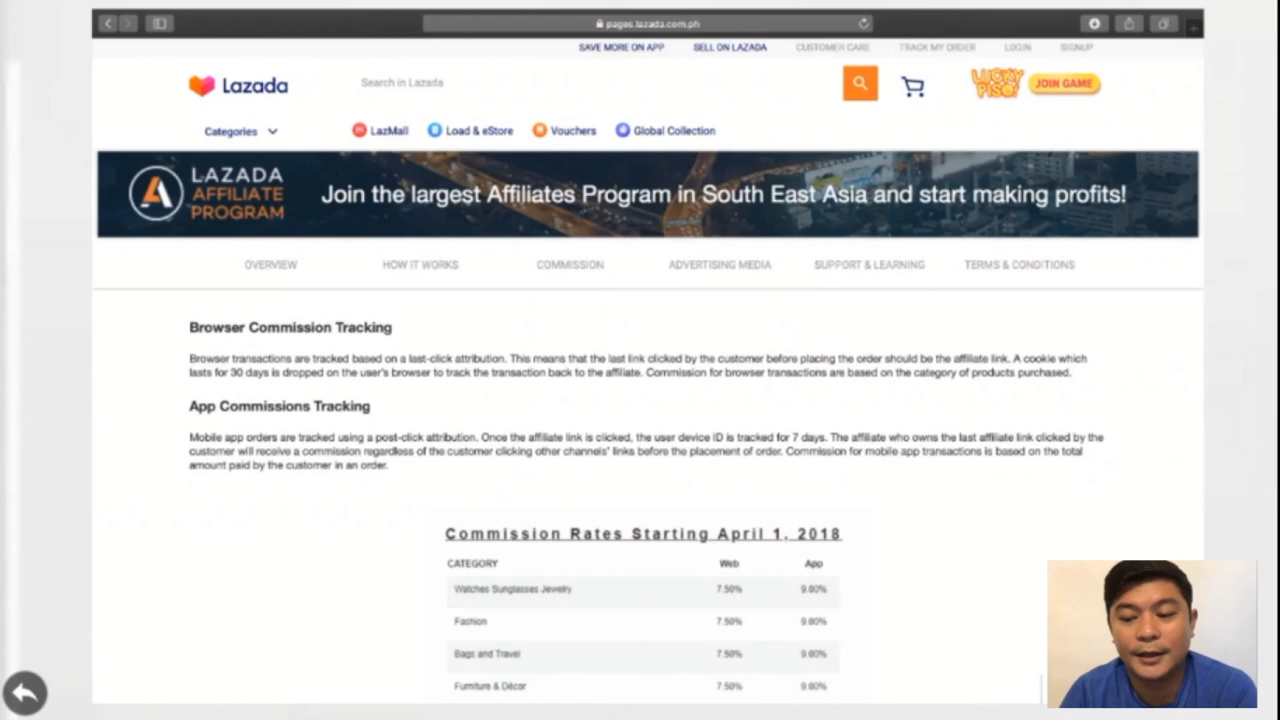 pages.lazada.com.ph
SAVE MORE ON APP SELL ON LAZADA CUSTOMER CARE TRACK MY ORDER LOGIN SIGNUP
Lazada Search in Lazada LUCKY PISO! JOIN GAME
Categories LazMall Load & eStore Vouchers Global Collection
LAZADA
AFFILIATE
PROGRAM
Join the largest Affiliates Program in South East Asia and start making profits!
OVERVIEW HOW IT WORKS COMMISSION ADVERTISING MEDIA SUPPORT & LEARNING TERMS & CONDITIONS
Browser Commission Tracking
Browser transactions are tracked based on a last-click attribution. This means that the last link clicked by the customer before placing the order should be the affiliate link. A cookie which
lasts for 30 days is dropped on the user's browser to track the transaction back to the affiliate. Commission for browser transactions are based on the category of products purchased.
App Commissions Tracking
Mobile app orders are tracked using a post-click attribution. Once the affiliate link is clicked, the user device ID is tracked for 7 days. The affiliate who owns the last affiliate link clicked by the
customer will receive a commission regardless of the customer clicking other channels' links before the placement of order. Commission for mobile app transactions is based on the total
amount paid by the customer in an order.
Commission Rates Starting April 1, 2018
CATEGORY Web App
Watches Sunglasses Jewelry 7.50% 9.00%
Fashion 7.50% 9.00%
Bags and Travel 7.50% 9.00%
Furniture & Décor 7.50% 9.00%